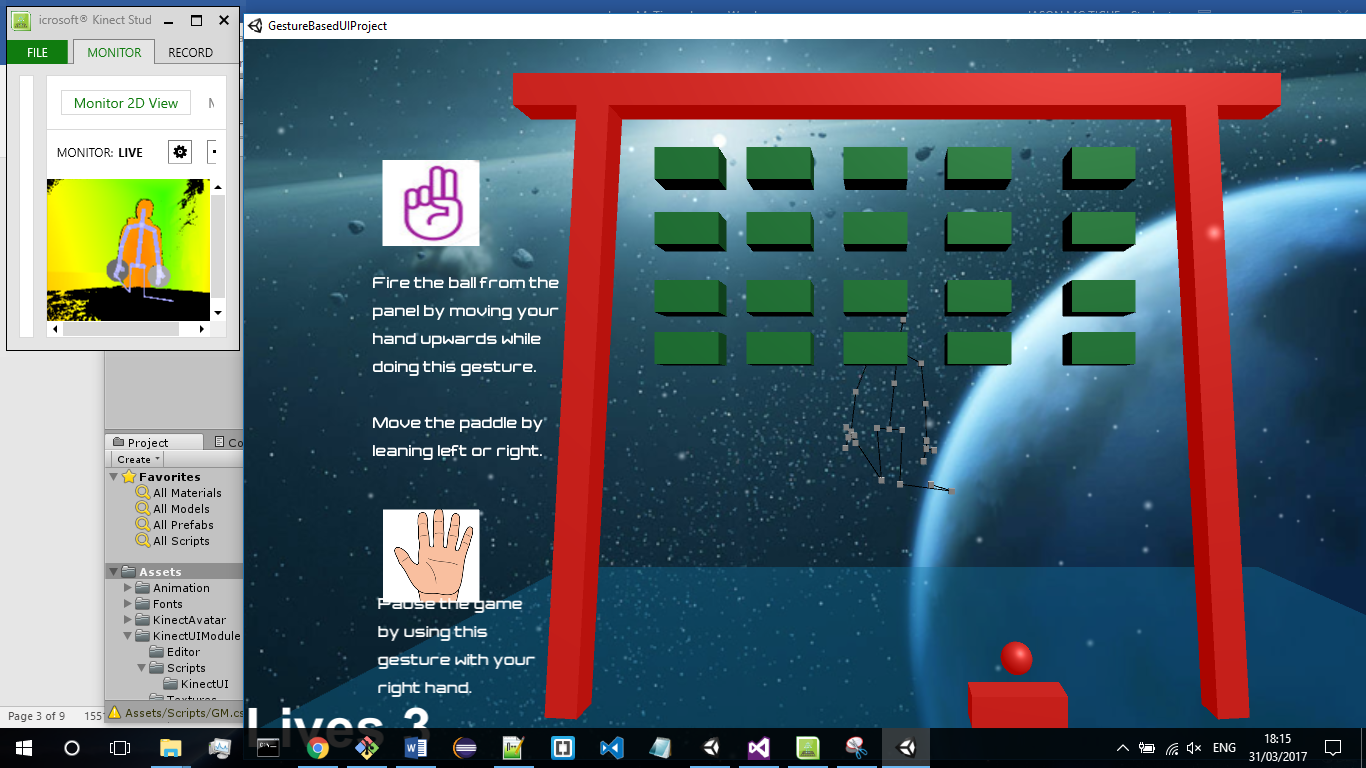 icrosoft® Kinect Stud
FILE
MONITOR
RECORD
Monitor 2D View
MONITOR: LIVE
GestureBasedUIProject
Fire the ball from the
panel by moving your
hand upwards while
doing this gesture.
Move the paddle by
leaning left or right.
Pause the game
by using this
gesture with your
right hand.
Lives 3
Project
Co
Create
Favorites
All Materials
All Models
All Prefabs
All Scripts
Assets
Animation
Fonts
KinectAvatar
KinectUIModule
Editor
Scripts
KinectUI
Textures
Assets/Scripts/GM.cs
Page 3 of 9
155
ENG
18:15
31/03/2017